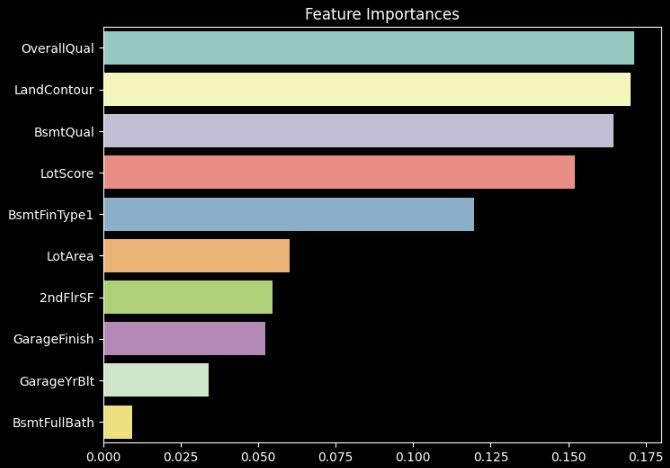 Feature Importances
OverallQual
LandContour
BsmtQual
LotScore
BsmtFinType1
LotArea
2ndFlrSF
GarageFinish
GarageYrBlt
BsmtFullBath
0.000 0.025 0.050 0.075 0.100 0.125 0.150 0.175